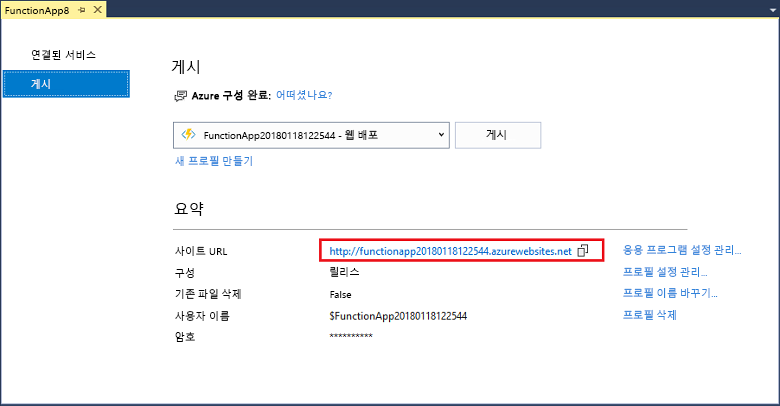 FunctionApp8
연결된 서비스
게시
게시
Azure 구성 완료: 어떠셨나요?
FunctionApp20180118122544 - 웹 배포
게시
새 프로필 만들기
요약
사이트 URL http://functionapp20180118122544.azurewebsites.net 응용 프로그램 설정 관리...
구성 릴리스 프로필 설정 관리...
기존 파일 삭제 False 프로필 이름 바꾸기...
사용자 이름 $FunctionApp20180118122544 프로필 삭제
암호 **********